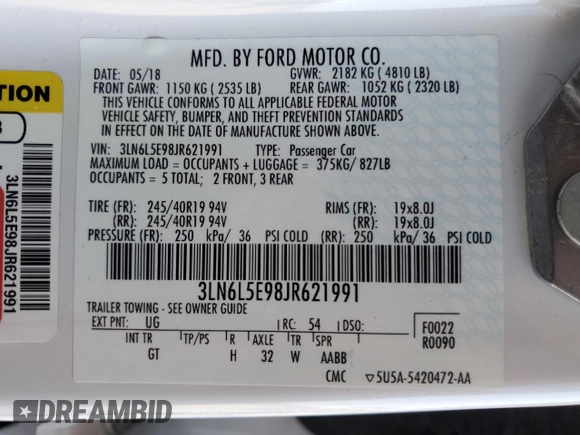 MFD. BY FORD MOTOR CO.
DATE: 05/18 GVWR: 2182 KG ( 4810 LB)
FRONT GAWR: 1150 KG ( 2535 LB) REAR GAWR: 1052 KG ( 2320 LB)
THIS VEHICLE CONFORMS TO ALL APPLICABLE FEDERAL MOTOR
VEHICLE SAFETY, BUMPER, AND THEFT PREVENTION STANDARDS
IN EFFECT ON THE DATE OF MANUFACTURE SHOWN ABOVE.
VIN: 3LN6L5E98JR621991 TYPE: Passenger Car
MAXIMUM LOAD = OCCUPANTS + LUGGAGE = 375KG/ 827LB
OCCUPANTS = 5 TOTAL; 2 FRONT, 3 REAR
TIRE (FR): 245/40R19 94V RIMS (FR): 19x8.0J
(RR): 245/40R19 94V (RR): 19x8.0J
PRESSURE (FR): 250 kPa/ 36 PSI COLD (RR): 250 kPa/ 36 PSI COLD
3LN6L5E98JR621991
TRAILER TOWING - SEE OWNER GUIDE
EXT PNT: UG RC: 54 DSO: F0022
R0090
INT TR TP/PS R AXLE TR SPR
GT H 32 W AABB
CMC 5U5A-5420472-AA
TION
3LN6L5E98JR621991
DREAMBID